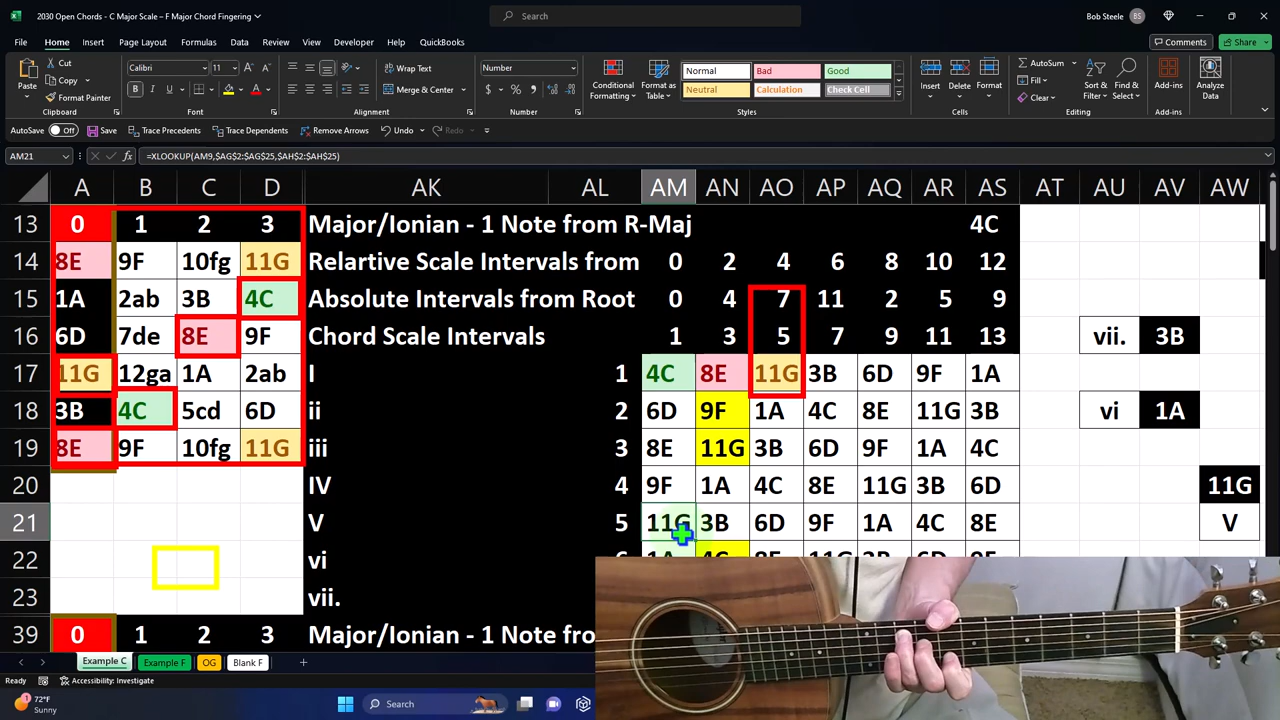 2030 Open Chords - C Major Scale – F Major Chord Fingering
Search
Bob Steele BS
File Home Insert Page Layout Formulas Data Review View Developer Help QuickBooks Comments Share
Paste Cut Copy Format Painter Clipboard
Calibri 11 B I U Font
Wrap Text Merge & Center Alignment
Number $ % Number
Conditional Formatting Format as Table Normal Bad Good Neutral Calculation Check Cell Styles
Insert Delete Format Cells
AutoSum Fill Clear Sort & Filter Find & Select Editing
Add-ins Add-ins
Analyze Data
AutoSave Off Save Trace Precedents Trace Dependents Remove Arrows Undo Redo
AM21 fx =XLOOKUP(AM9,$AG$2:$AG$25,$AH$2:$AH$25)
A B C D AK AL AM AN AO AP AQ AR AS AT AU AV AW
13 0 1 2 3 Major/Ionian - 1 Note from R-Maj 4C
14 8E 9F 10fg 11G Relartive Scale Intervals from 0 2 4 6 8 10 12
15 1A 2ab 3B 4C Absolute Intervals from Root 0 4 7 11 2 5 9
16 6D 7de 8E 9F Chord Scale Intervals 1 3 5 7 9 11 13 vii. 3B
17 11G 12ga 1A 2ab I 1 4C 8E 11G 3B 6D 9F 1A
18 3B 4C 5cd 6D ii 2 6D 9F 1A 4C 8E 11G 3B vi 1A
19 8E 9F 10fg 11G iii 3 8E 11G 3B 6D 9F 1A 4C
20 IV 4 9F 1A 4C 8E 11G 3B 6D 11G
21 V 5 11G 3B 6D 9F 1A 4C 8E V
22 vi
23 vii.
39 0 1 2 3 Major/Ionian - 1 Note fro
Example C Example F OG Blank F
Ready Accessibility: Investigate
72°F
Sunny
Search